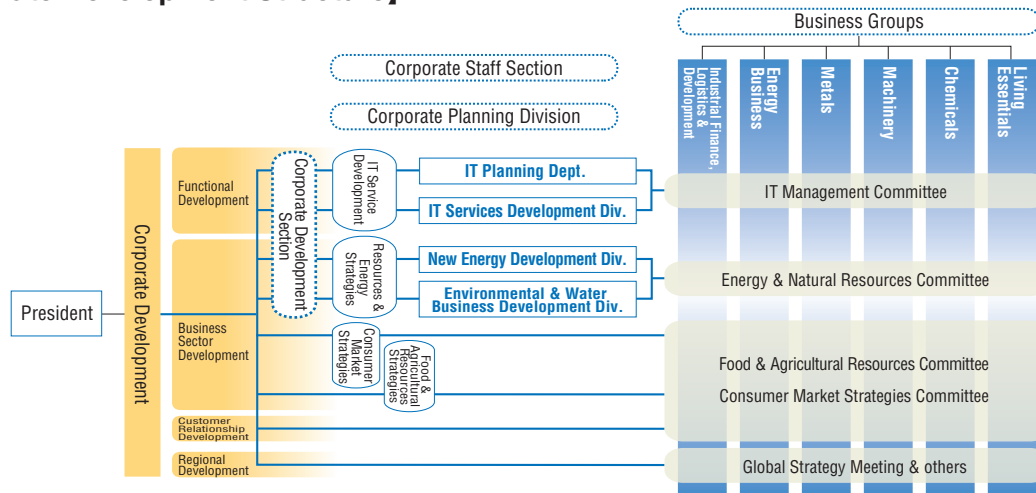 Business Groups
Industrial Finance,
Logistics &
Development
Energy
Business
Metals
Machinery
Chemicals
Living
Essentials
Corporate Staff Section
Corporate Planning Division
President
Corporate Development
Functional
Development
Business
Sector
Development
Customer
Relationship
Development
Regional
Development
Corporate Development
Section
IT Service
Development
Resources &
Energy
Strategies
Consumer
Market
Strategies
Food &
Agricultural
Resources
Strategies
IT Planning Dept.
IT Services Development Div.
New Energy Development Div.
Environmental & Water
Business Development Div.
IT Management Committee
Energy & Natural Resources Committee
Food & Agricultural Resources Committee
Consumer Market Strategies Committee
Global Strategy Meeting & others